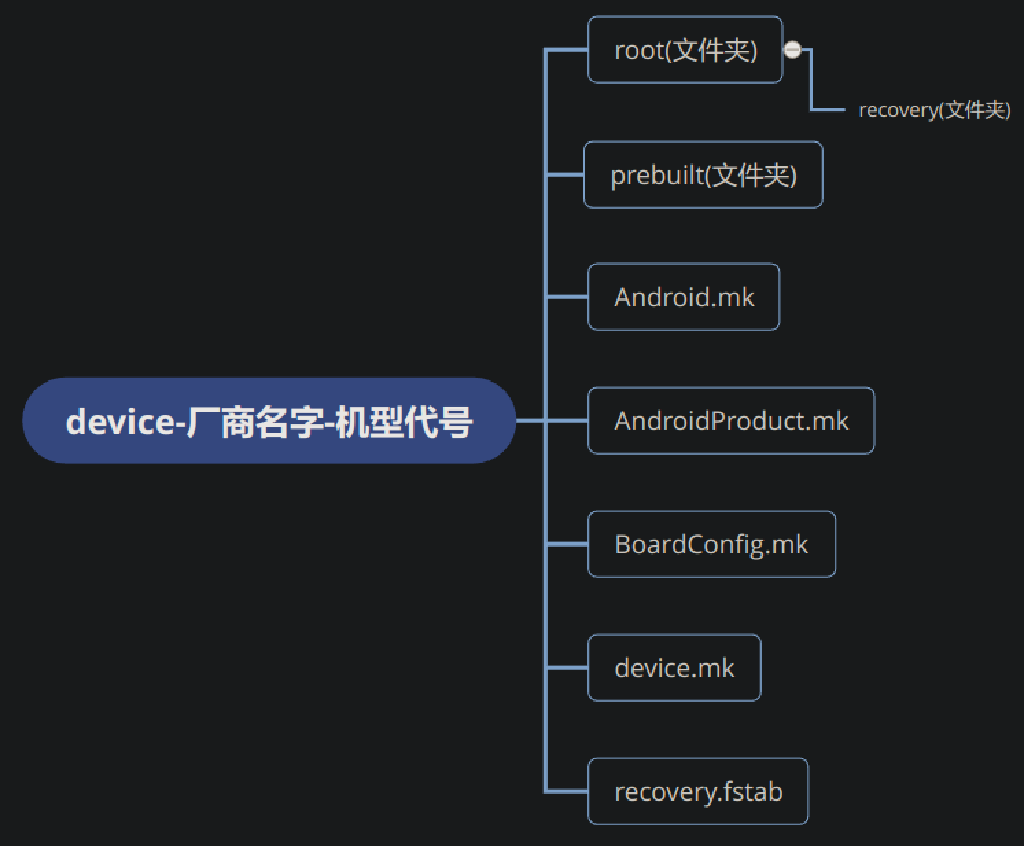 root(文件夹)
recovery(文件夹)
prebuilt(文件夹)
Android.mk
device-厂商名字-机型代号
AndroidProduct.mk
BoardConfig.mk
device.mk
recovery.fstab